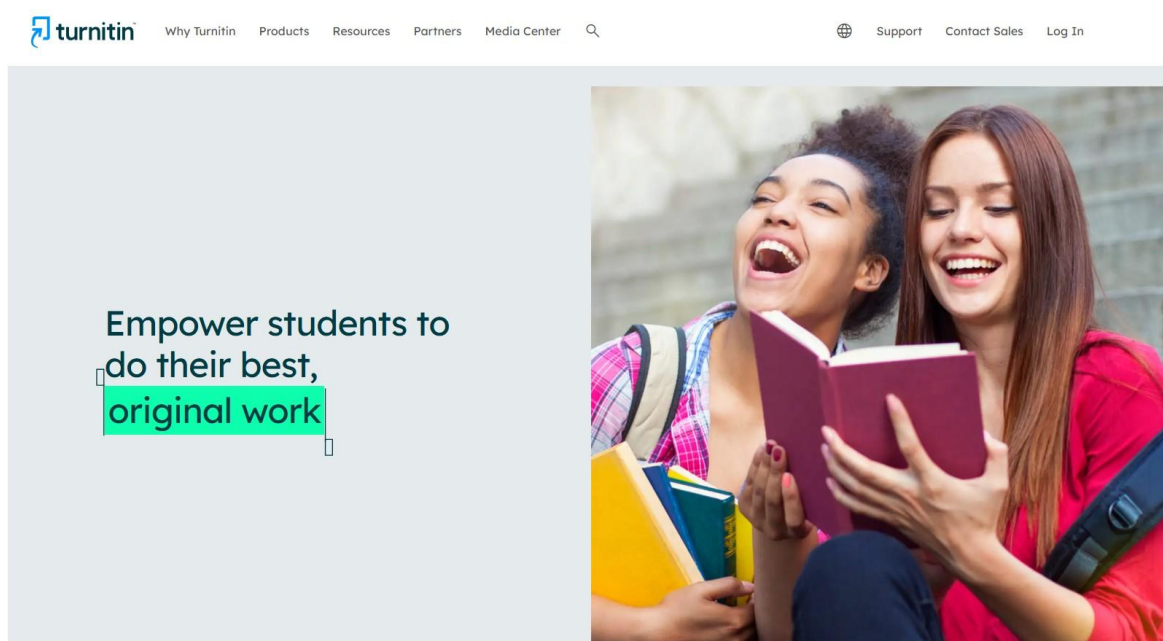 turnitin Why Turnitin Products Resources Partners Media Center Support Contact Sales Log In
Empower students to
do their best,
original work